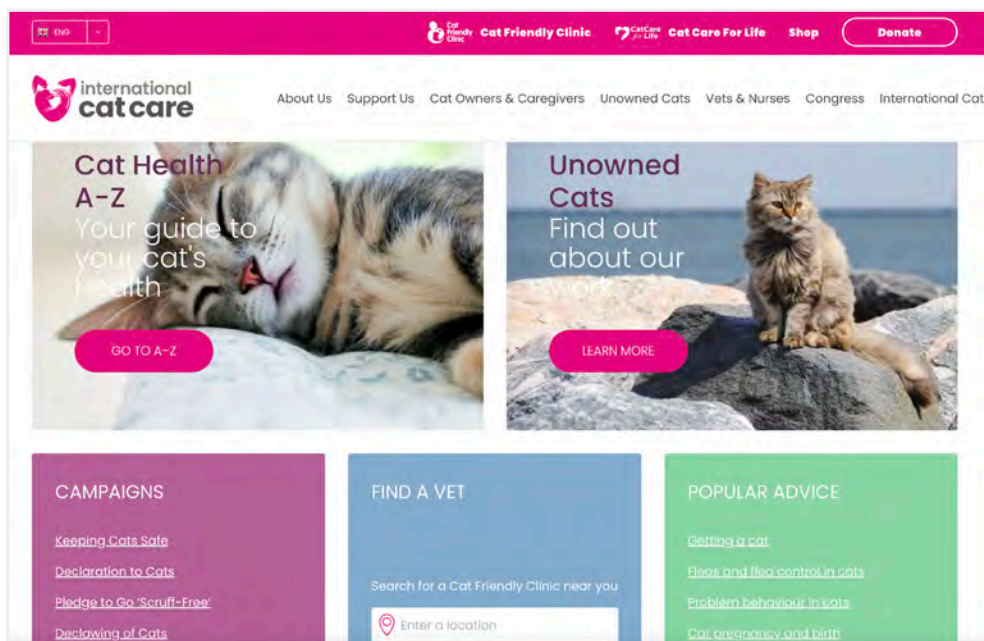 ENG
Cat Friendly Clinic
Cat Friendly Clinic
CatCare for Life
Cat Care For Life
Shop
Donate
international
cat care
About Us
Support Us
Cat Owners & Caregivers
Unowned Cats
Vets & Nurses
Congress
International Cat
Cat Health
A-Z
Your guide to
your cat's
health
GO TO A-Z
Unowned
Cats
Find out
about our
work
LEARN MORE
CAMPAIGNS
Keeping Cats Safe
Declaration to Cats
Pledge to Go 'Scruff-Free'
Declawing of Cats
FIND A VET
Search for a Cat Friendly Clinic near you
Enter a location
POPULAR ADVICE
Getting a cat
Fleas and flea control in cats
Problem behaviour in cats
Cat pregnancy and birth